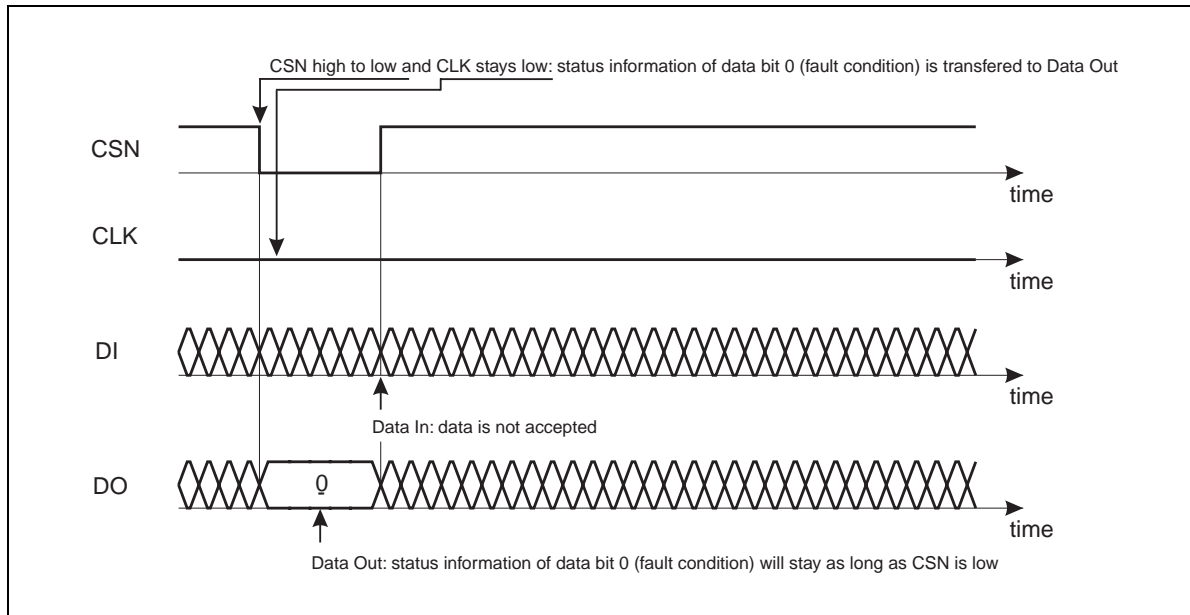 CSN high to low and CLK stays low: status information of data bit 0 (fault condition) is transfered to Data Out
CSN
time
CLK
time
DI
time
Data In: data is not accepted
DO
0
time
Data Out: status information of data bit 0 (fault condition) will stay as long as CSN is low